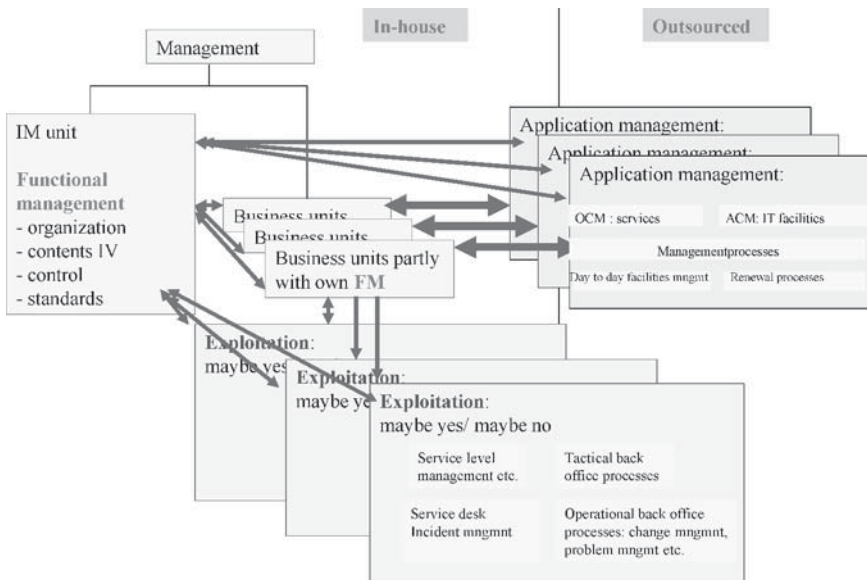 In-house
Outsourced
Management
IM unit
Functional
management
- organization
- contents IV
- control
- standards
Application management:
Application management:
Application management:
OCM : services
ACM: IT facilities
Managementprocesses
Day to day facilities mngmt
Renewal processes
Business units
Business units
Business units partly
with own FM
Exploitation:
maybe yes
Exploitation:
maybe ye
Exploitation:
maybe yes/ maybe no
Service level
management etc.
Tactical back
office processes
Service desk
Incident mngmnt
Operational back office
processes: change mngmnt,
problem mngmt etc.